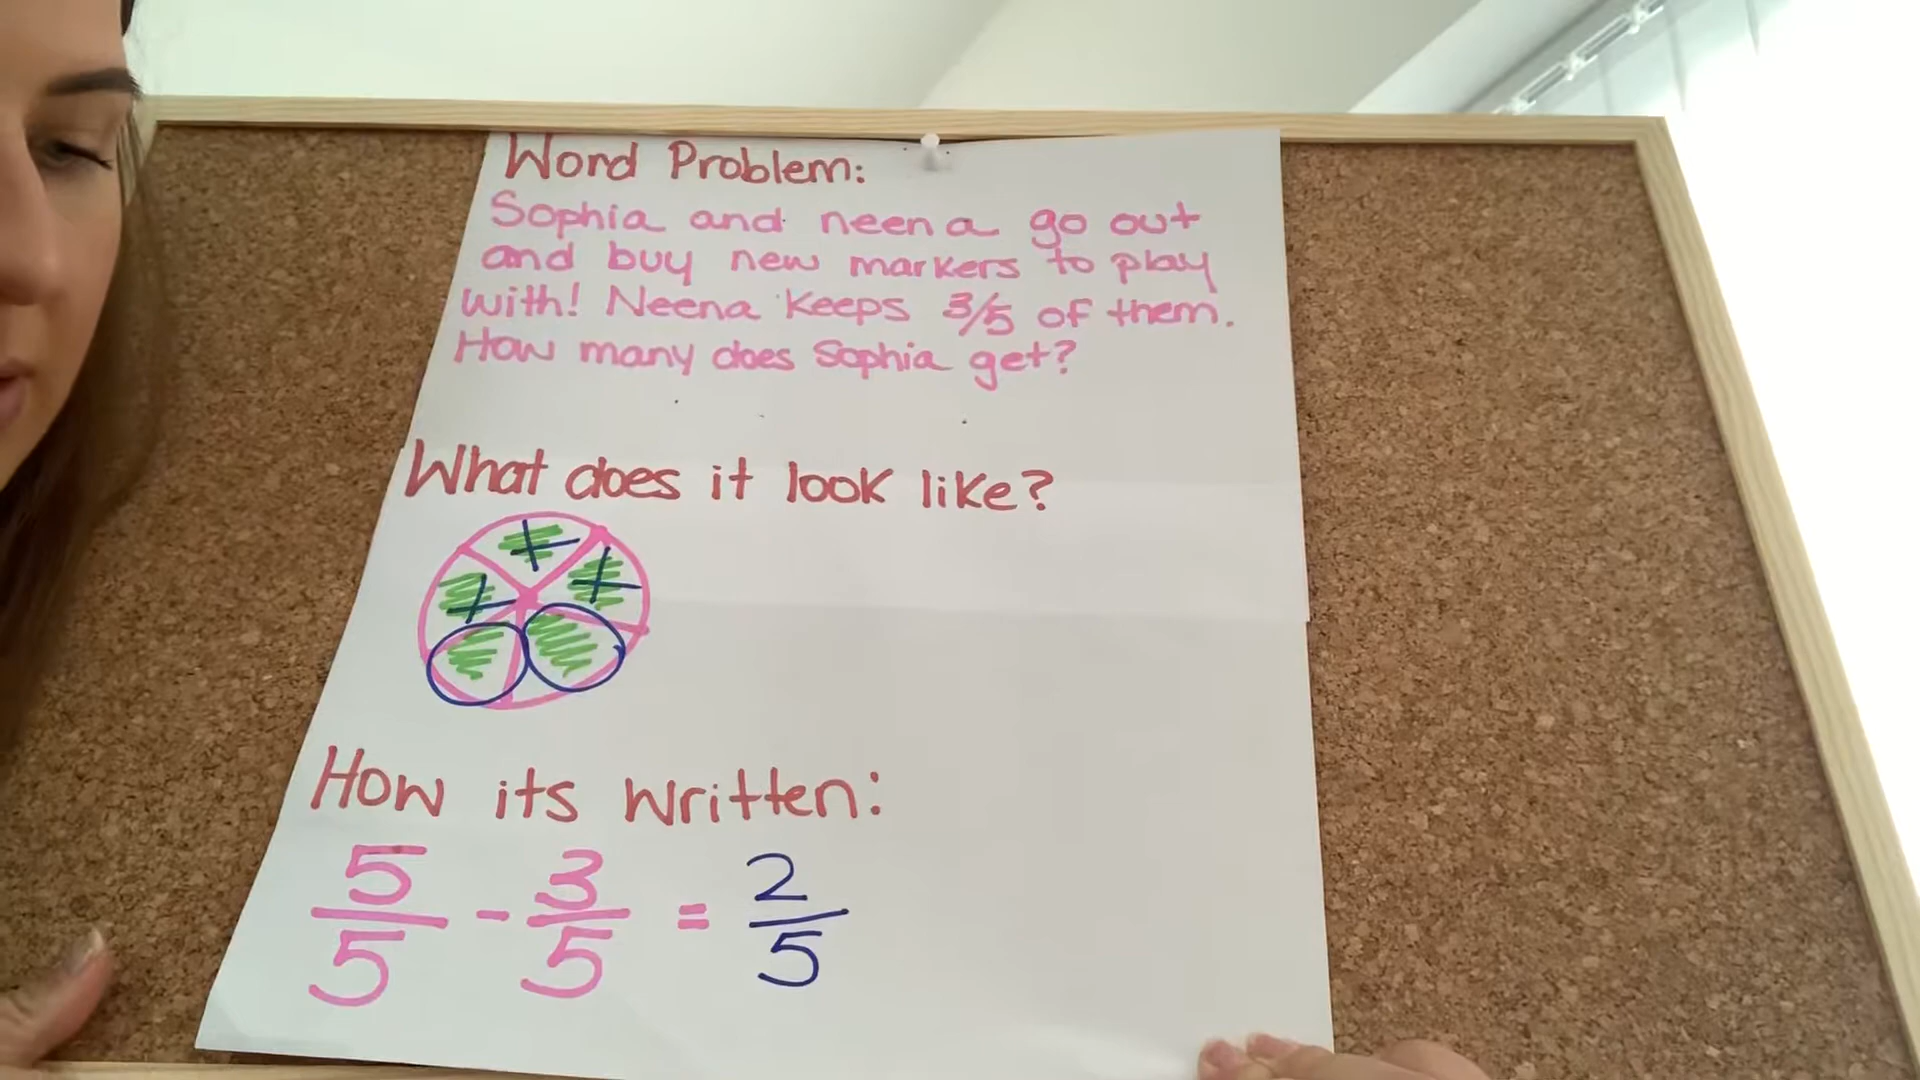 Word Problem:
Sophia and neena go out
and buy new markers to play
with! Neena keeps 3/5 of them.
How many does Sophia get?
What does it look like?
How its written:
5/5 - 3/5 = 2/5